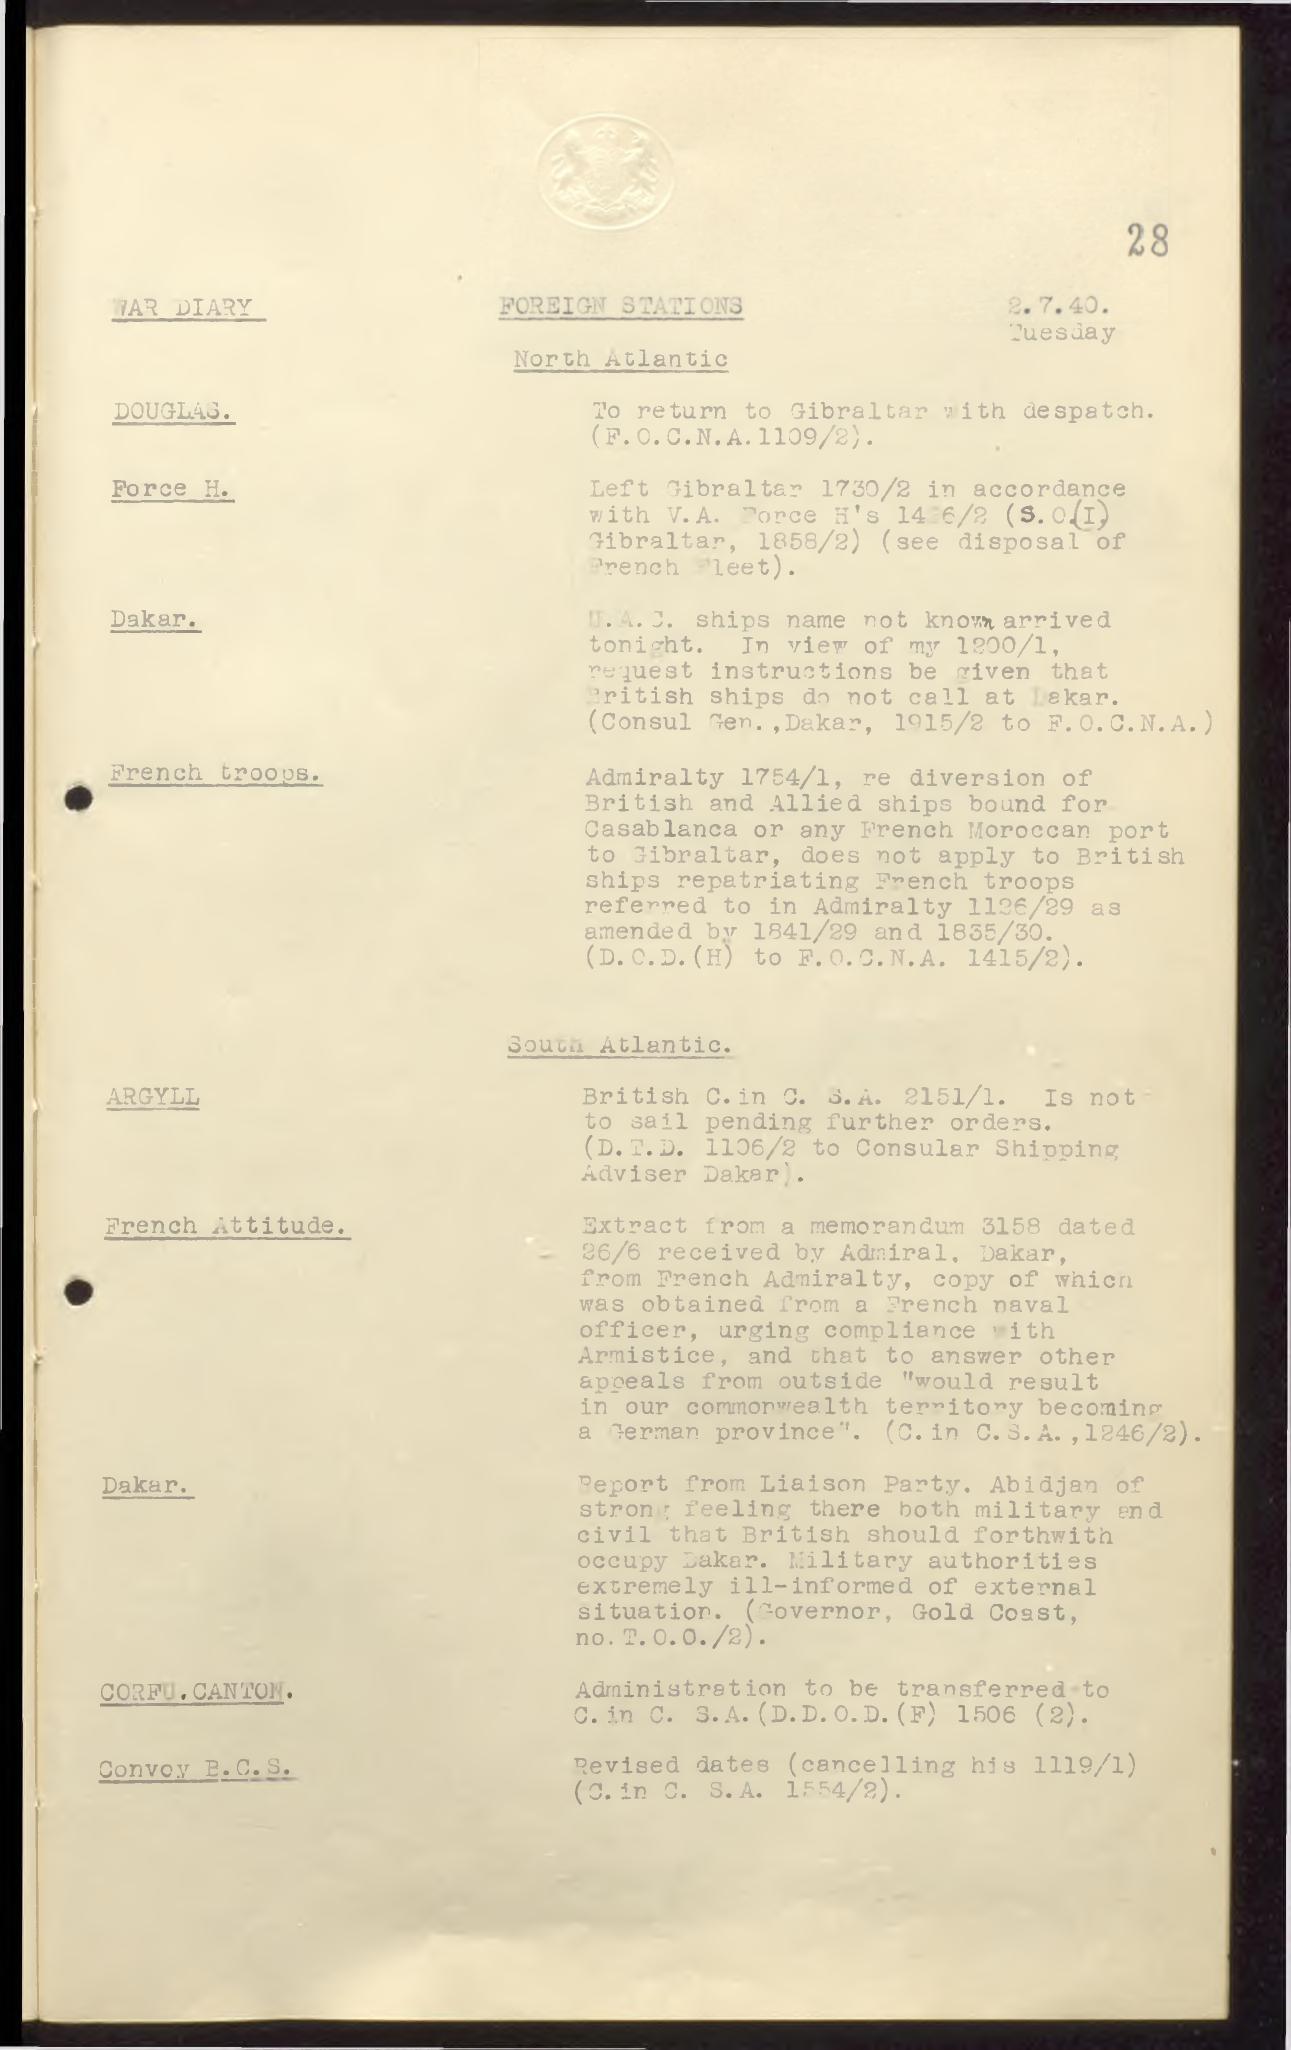 28
WAR DIARY FOREIGN STATIONS 2.7.40.
Tuesday
North Atlantic
DOUGLAS. To return to Gibraltar with despatch.
(F.O.C.N.A.1109/2).
Force H. Left Gibraltar 1730/2 in accordance
with V.A. Force H's (S.O.(I)
Gibraltar, 1858/2) (see disposal of
French Fleet).
Dakar. U.A.C. ships name not known arrived
tonight. In view of my 1200/1,
request instructions be given that
British ships do not call at Dakar.
(Consul Gen.,Dakar, 1915/2 to F.O.C.N.A.)
French troops. Admiralty 1754/1, re diversion of
British and Allied ships bound for
Casablanca or any French Moroccan port
to Gibraltar, does not apply to British
ships repatriating French troops
referred to in Admiralty 1126/29 as
amended by 1841/29 and 1835/30.
(D.O.D.(H) to F.O.C.N.A. 1415/2).
South Atlantic.
ARGYLL British C.in C. S.A. 2151/1. Is not
to sail pending further orders.
(D.T.D. 1106/2 to Consular Shipping
Adviser Dakar).
French Attitude. Extract from a memorandum 3158 dated
26/6 received by Admiral, Dakar,
from French Admiralty, copy of which
was obtained from a French naval
officer, urging compliance with
Armistice, and that to answer other
appeals from outside "would result
in our commonwealth territory becoming
a German province". (C.in C.S.A.,1246/2).
Dakar. Report from Liaison Party. Abidjan of
strong feeling there both military and
civil that British should forthwith
occupy Dakar. Military authorities
extremely ill-informed of external
situation. (Governor, Gold Coast,
no.T.O.O./2).
CORFU.CANTON. Administration to be transferred to
C.in C. S.A.(D.D.O.D.(F) 1506 (2).
Convoy B.C.S. Revised dates (cancelling his 1119/1)
(C.in C. S.A. 1554/2).